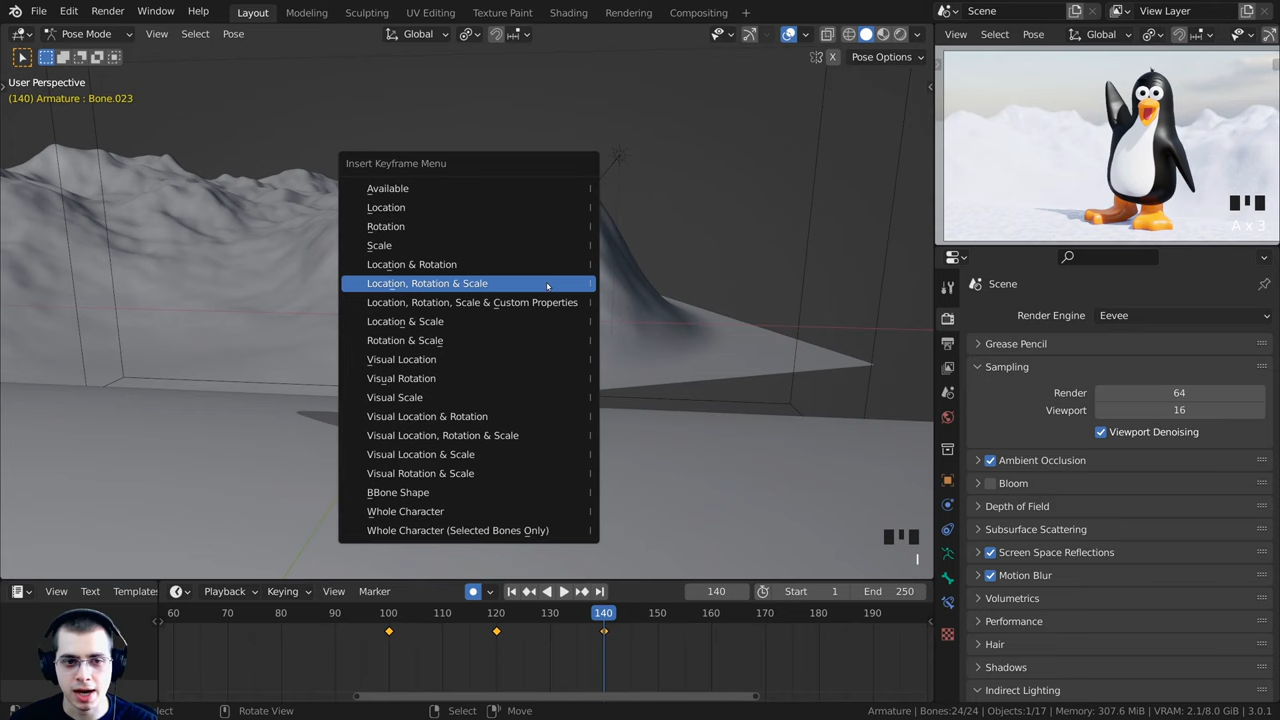 File Edit Render Window Help Layout Modeling Sculpting UV Editing Texture Paint Shading Rendering Compositing Scene View Layer
Pose Mode View Select Pose Global X Pose Options View Select Pose Global
User Perspective
(140) Armature : Bone.023
Insert Keyframe Menu
Available I
Location I
Rotation I
Scale I
Location & Rotation I
Location, Rotation & Scale I
Location, Rotation, Scale & Custom Properties I
Location & Scale I
Rotation & Scale I
Visual Location I
Visual Rotation I
Visual Scale I
Visual Location & Rotation I
Visual Location, Rotation & Scale I
Visual Location & Scale I
Visual Rotation & Scale I
BBone Shape I
Whole Character I
Whole Character (Selected Bones Only) I
I
A x 3
Scene
Render Engine Eevee
Grease Pencil
Sampling
Render 64
Viewport 16
Viewport Denoising
Ambient Occlusion
Bloom
Depth of Field
Subsurface Scattering
Screen Space Reflections
Motion Blur
Volumetrics
Performance
Hair
Shadows
Indirect Lighting
View Text Templates Playback Keying View Marker 140 Start 1 End 250
60 70 80 90 100 110 120 130 140 150 160 170 180 190
lect Rotate View Select Move Armature | Bones:24/24 | Objects:1/17 | Memory: 307.6 MiB | VRAM: 2.1/8.0 GiB | 3.0.1